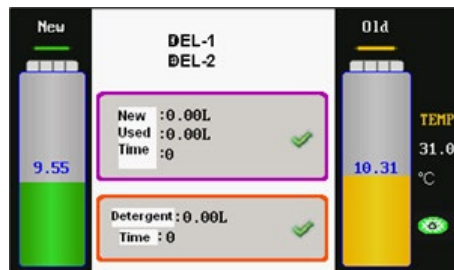 New
DEL-1
DEL-2
Old
New :0.00L
Used :0.00L
Time :0
TEMP
31.0
°C
9.55
10.31
Detergent:0.00L
Time :0